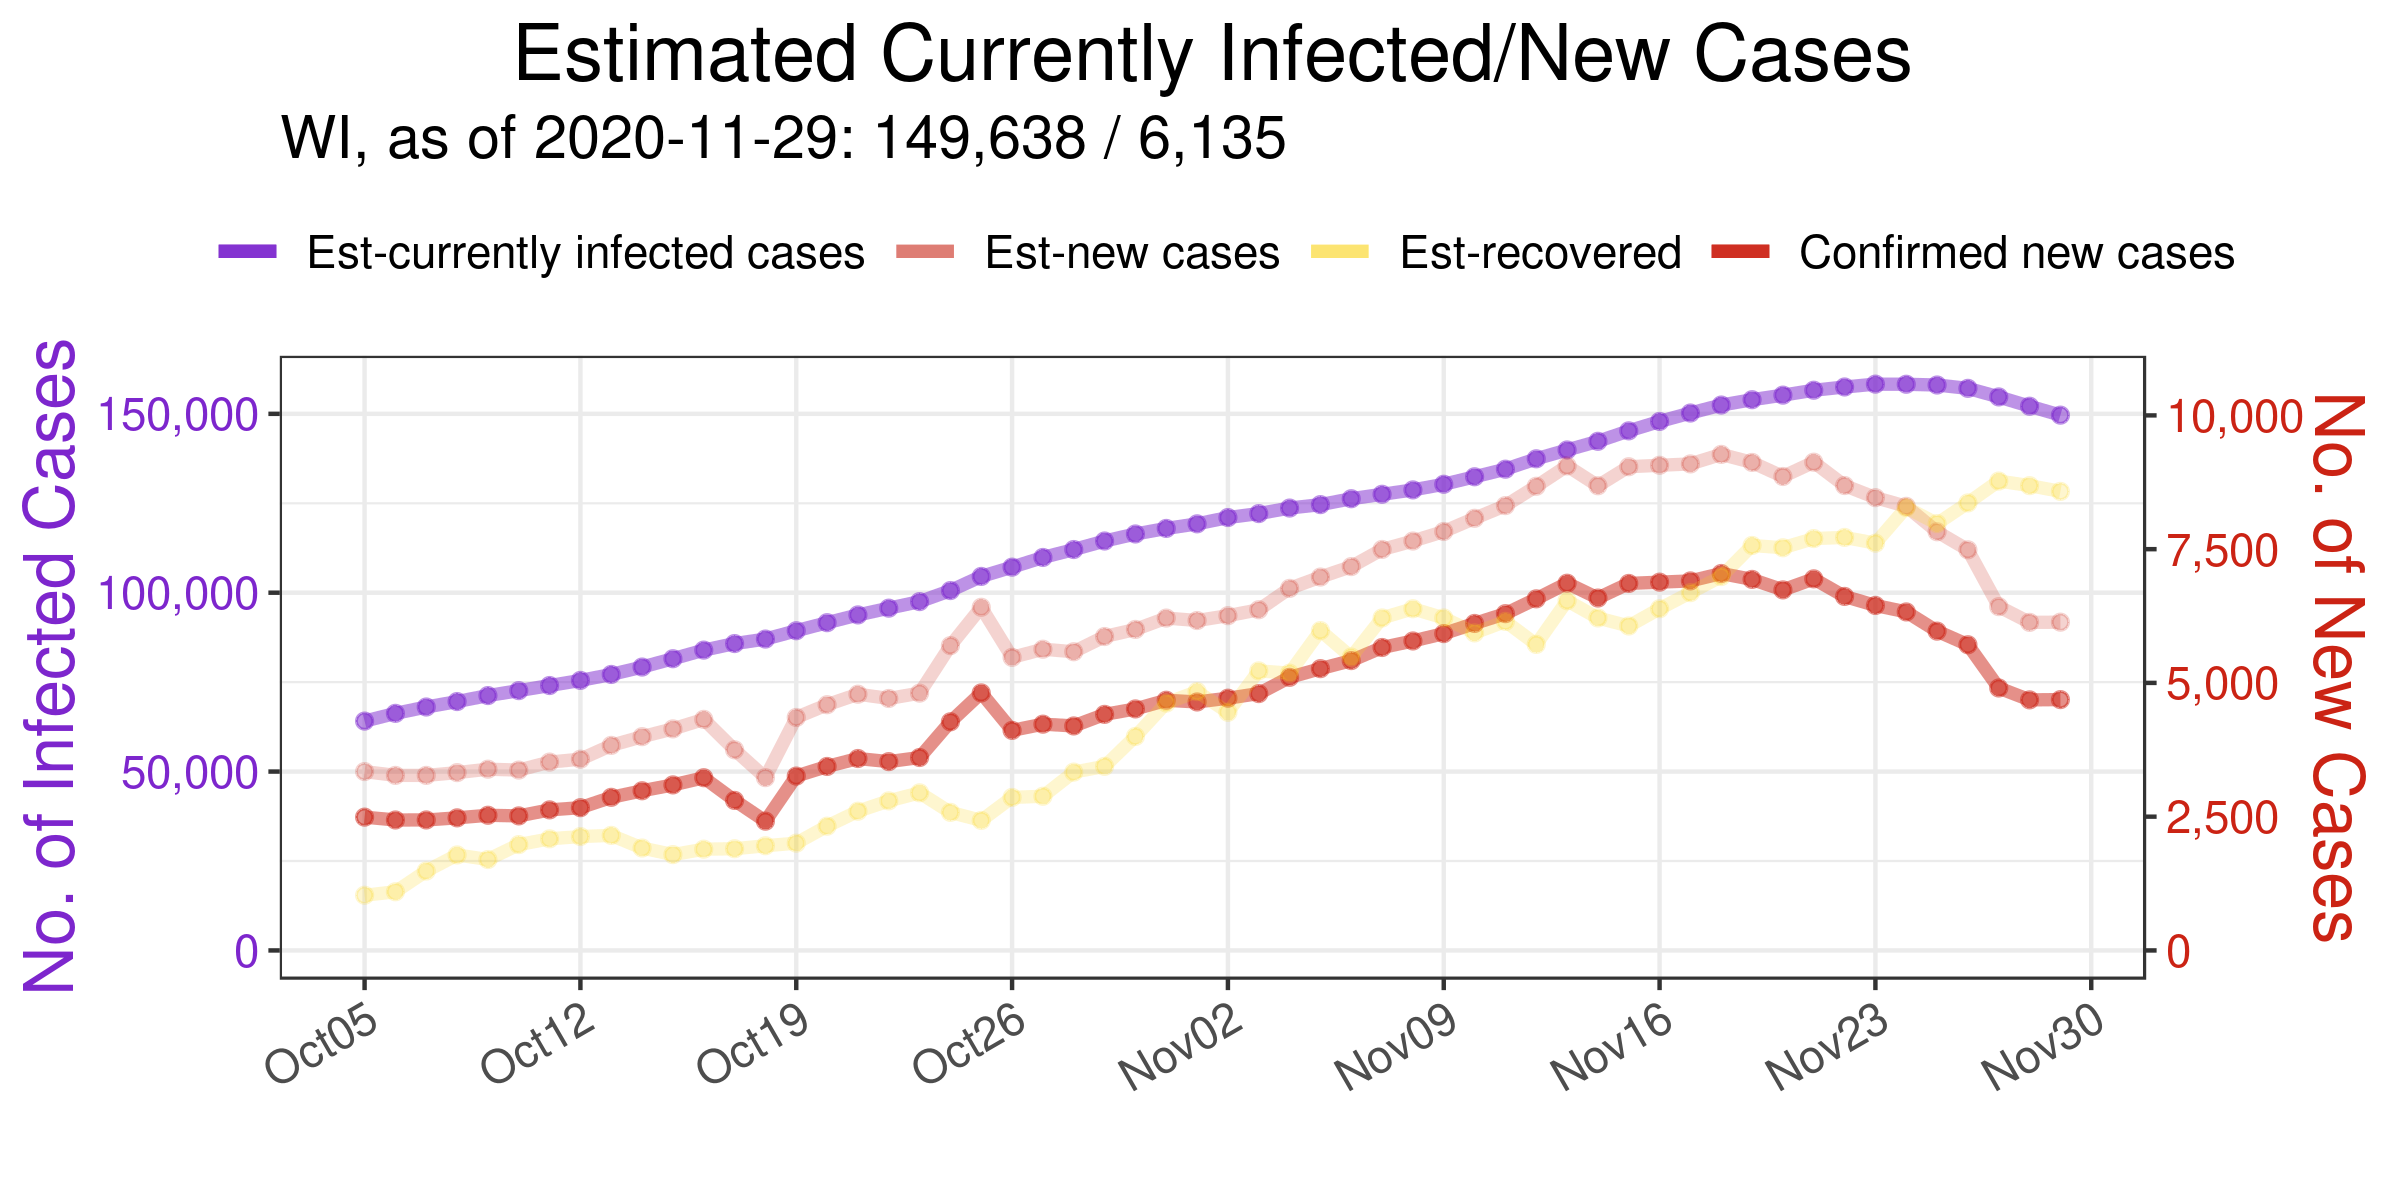 Estimated Currently Infected/New Cases
WI, as of 2020-11-29: 149,638 / 6,135
Est-currently infected cases Est-new cases Est-recovered Confirmed new cases
No. of Infected Cases
150,000
100,000
50,000
0
10,000
7,500
5,000
2,500
0
No. of New Cases
Oct05 Oct12 Oct19 Oct26 Nov02 Nov09 Nov16 Nov23 Nov30